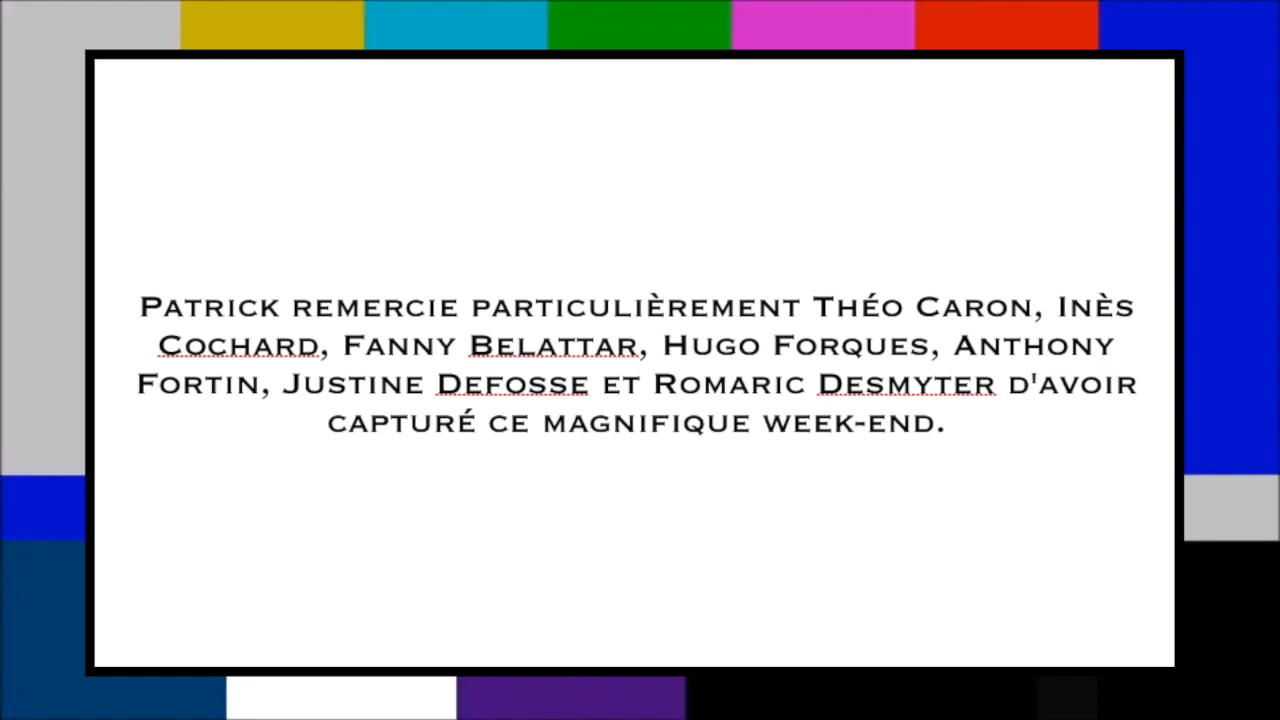 Patrick remercie particulièrement Théo Caron, Inès
Cochard, Fanny Belattar, Hugo Forques, Anthony
Fortin, Justine Defosse et Romaric Desmyter d'avoir
capturé ce magnifique week-end.